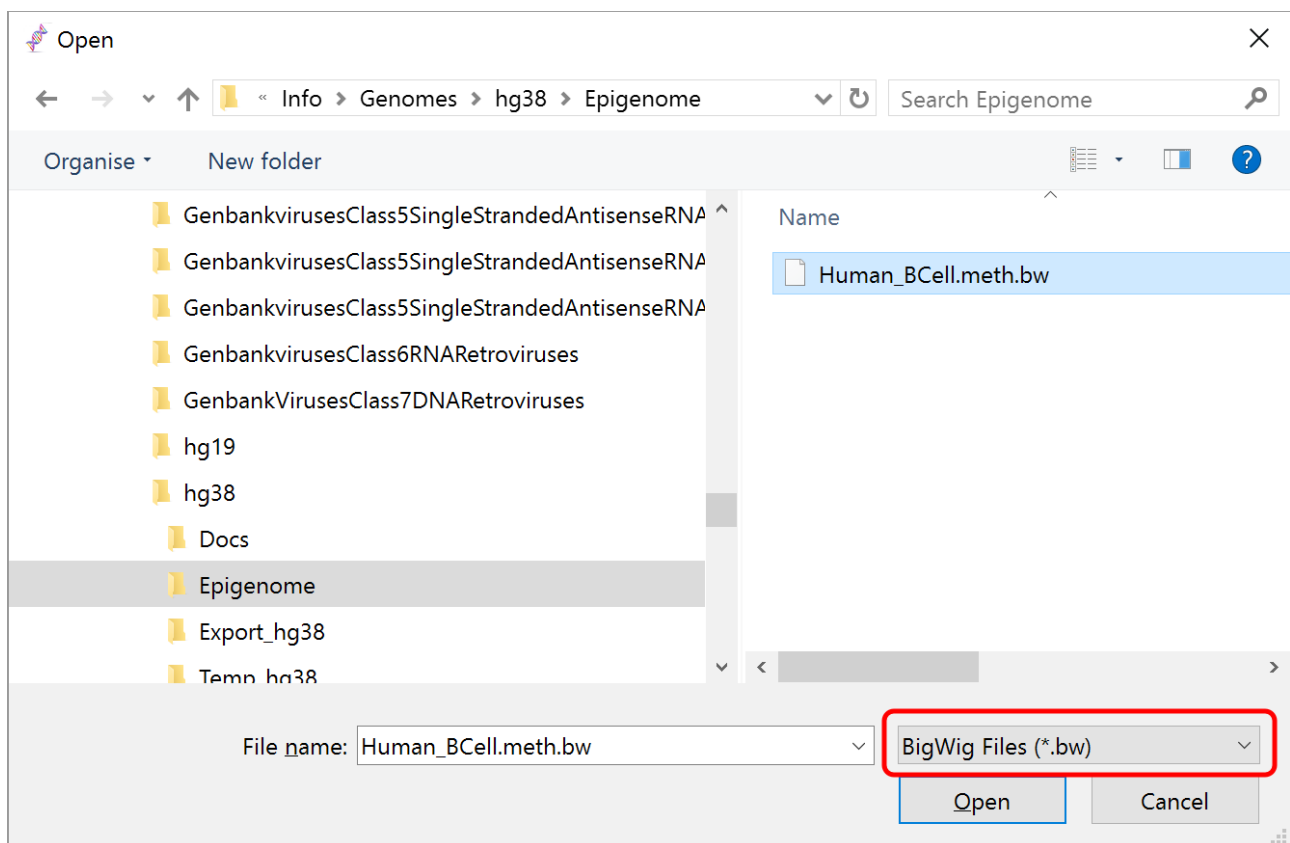 Open
« Info > Genomes > hg38 > Epigenome
Search Epigenome
Organise
New folder
?
GenbankvirusesClass5SingleStrandedAntisenseRNA
GenbankvirusesClass5SingleStrandedAntisenseRNA
GenbankvirusesClass5SingleStrandedAntisenseRNA
GenbankvirusesClass6RNARetroviruses
GenbankVirusesClass7DNARetroviruses
hg19
hg38
Docs
Epigenome
Export_hg38
Temp_hg38
Name
Human_BCell.meth.bw
File name: Human_BCell.meth.bw
BigWig Files (*.bw)
Open
Cancel